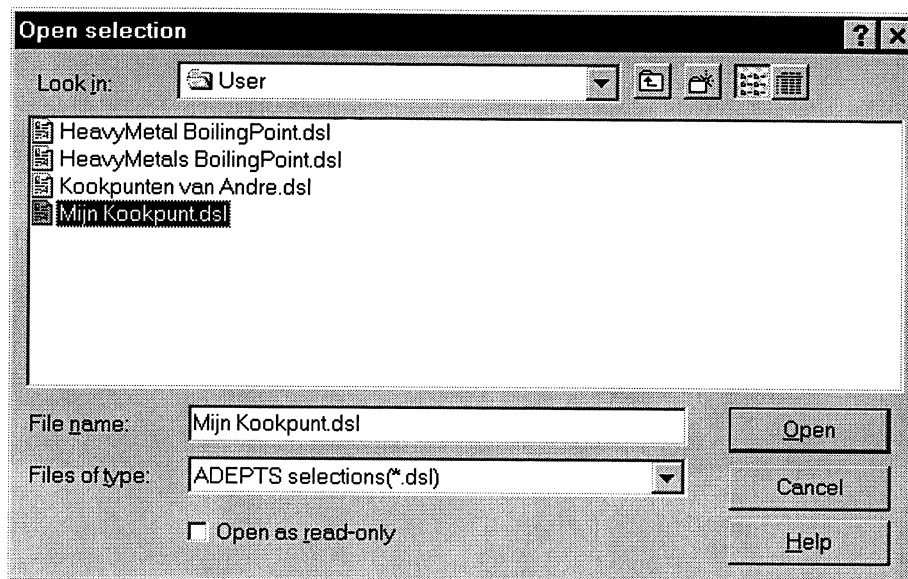 Open selection
Look in:
User
HeavyMetal BoilingPoint.dsl
HeavyMetals BoilingPoint.dsl
Kookpunten van Andre.dsl
Mijn Kookpunt.dsl
File name:
Mijn Kookpunt.dsl
Open
Files of type:
ADEPTS selections(*.dsl)
Cancel
Open as read-only
Help